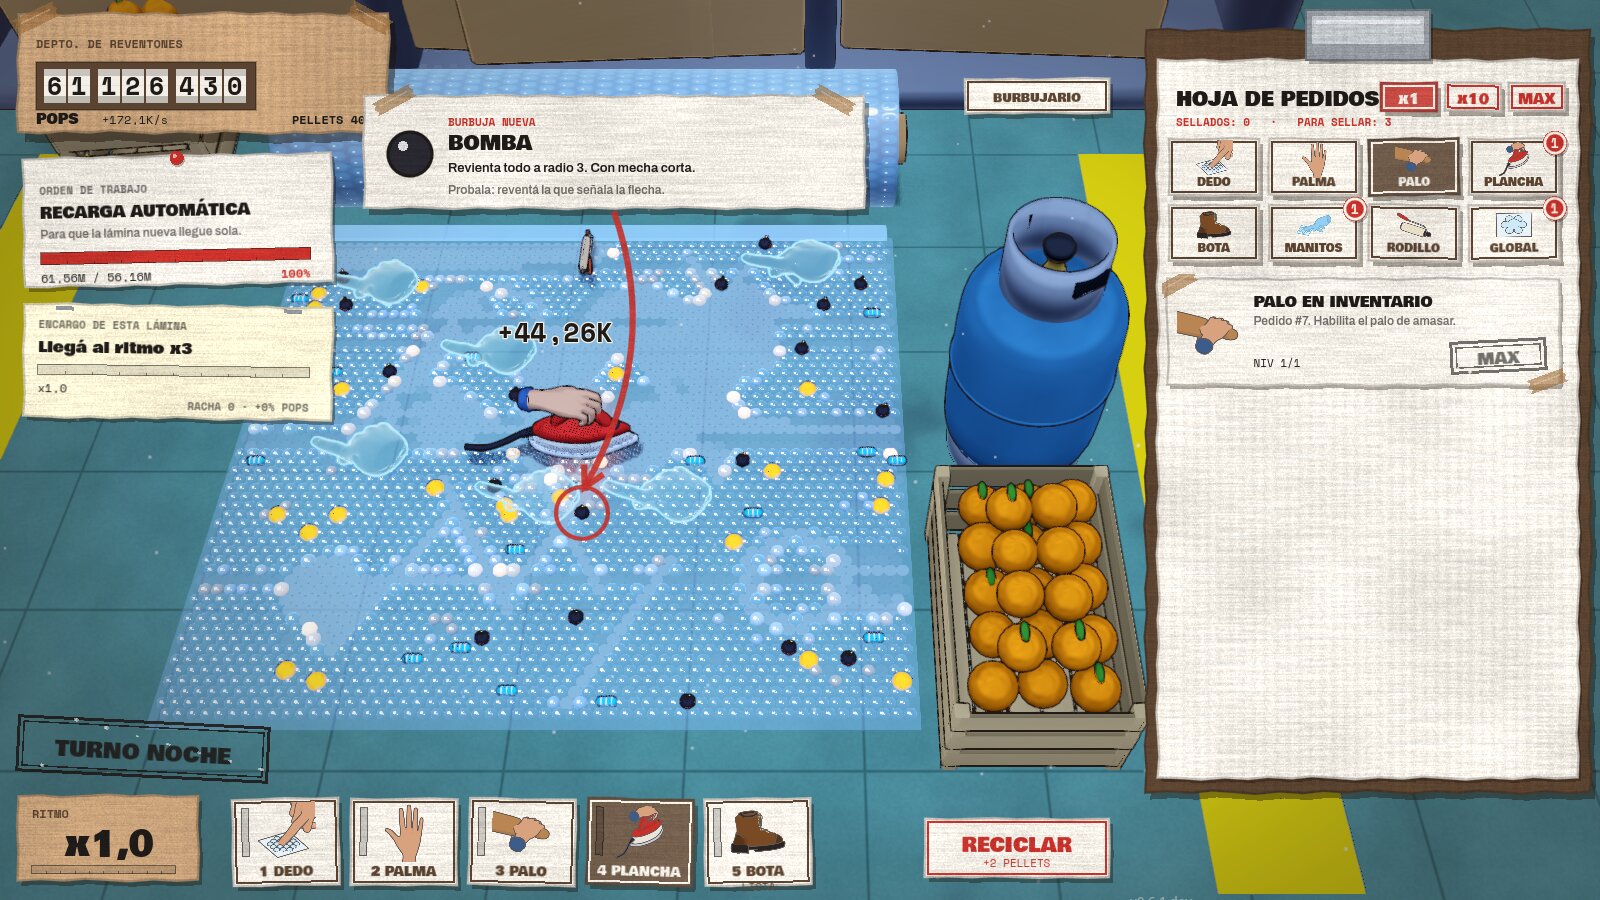 DEPTO. DE REVENTONES
61 126 430
POPS +172,1K/s PELLETS 40
ORDEN DE TRABAJO
RECARGA AUTOMÁTICA
Para que la lámina nueva llegue sola.
61,56M / 56,16M 100%
ENCARGO DE ESTA LÁMINA
Llegá al ritmo x3
x1,0
RACHA 0 · +0% POPS
BURBUJA NUEVA
BOMBA
Revienta todo a radio 3. Con mecha corta.
Probala: reventá la que señala la flecha.
+44,26K
BURBUJARIO
HOJA DE PEDIDOS x1 x10 MAX
SELLADOS: 0 · PARA SELLAR: 3
DEDO PALMA PALO PLANCHA 1
BOTA MANITOS 1 RODILLO GLOBAL 1
PALO EN INVENTARIO
Pedido #7. Habilita el palo de amasar.
NIV 1/1 MAX
TURNO NOCHE
RITMO
x1,0
1 DEDO 2 PALMA 3 PALO 4 PLANCHA 5 BOTA
RECICLAR
+2 PELLETS